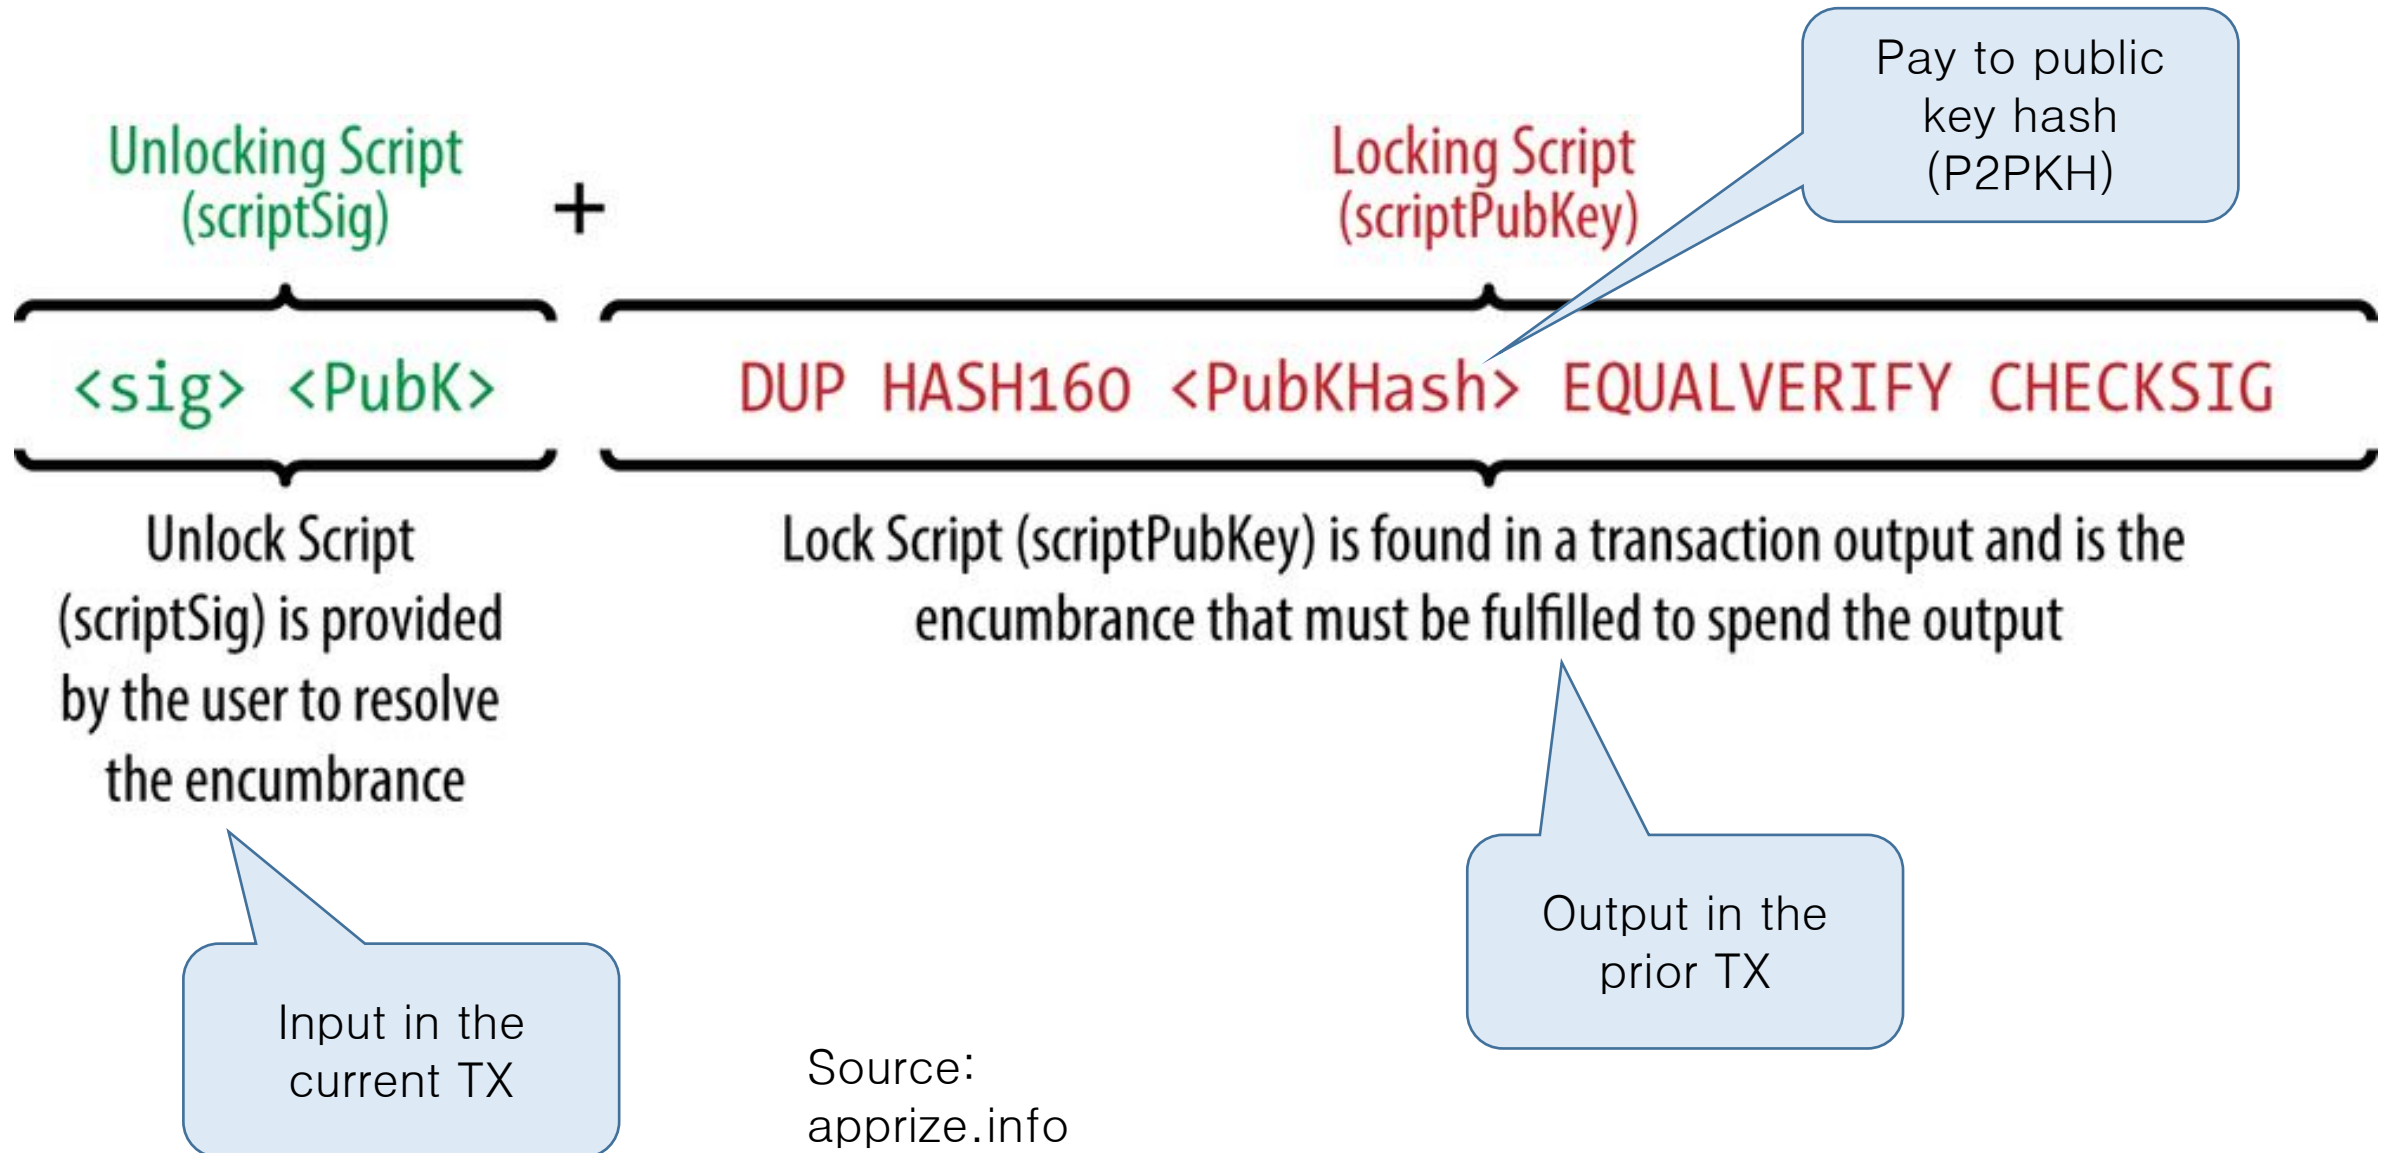 Pay to public
key hash
(P2PKH)
Unlocking Script
(scriptSig)
+
Locking Script
(scriptPubKey)
<sig> <PubK>
DUP HASH160 <PubKHash> EQUALVERIFY CHECKSIG
Unlock Script
(scriptSig) is provided
by the user to resolve
the encumbrance
Lock Script (scriptPubKey) is found in a transaction output and is the
encumbrance that must be fulfilled to spend the output
Input in the
current TX
Output in the
prior TX
Source:
apprize.info